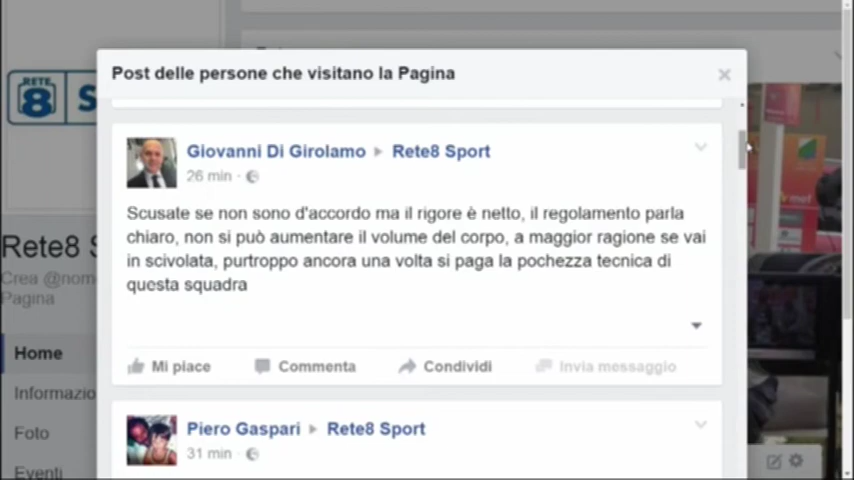 Post delle persone che visitano la Pagina
RETE
8
S
Giovanni Di Girolamo ▸ Rete8 Sport
26 min ·
Scusate se non sono d'accordo ma il rigore è netto, il regolamento parla
chiaro, non si può aumentare il volume del corpo, a maggior ragione se vai
in scivolata, purtroppo ancora una volta si paga la pochezza tecnica di
questa squadra
Mi piace Commenta Condividi Invia messaggio
Piero Gaspari ▸ Rete8 Sport
31 min ·
Rete8 S
Crea @nom
Pagina
Home
Informazio
Foto
Eventi